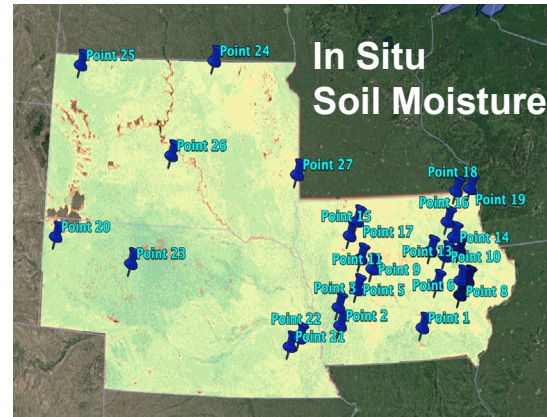 In Situ
Soil Moisture
Point 25
Point 24
Point 26
Point 27
Point 18
Point 19
Point 16
Point 15
Point 17
Point 14
Point 20
Point 23
Point 13
Point 10
Point 11
Point 9
Point 3
Point 5
Point 6
Point 8
Point 22
Point 2
Point 1
Point 21